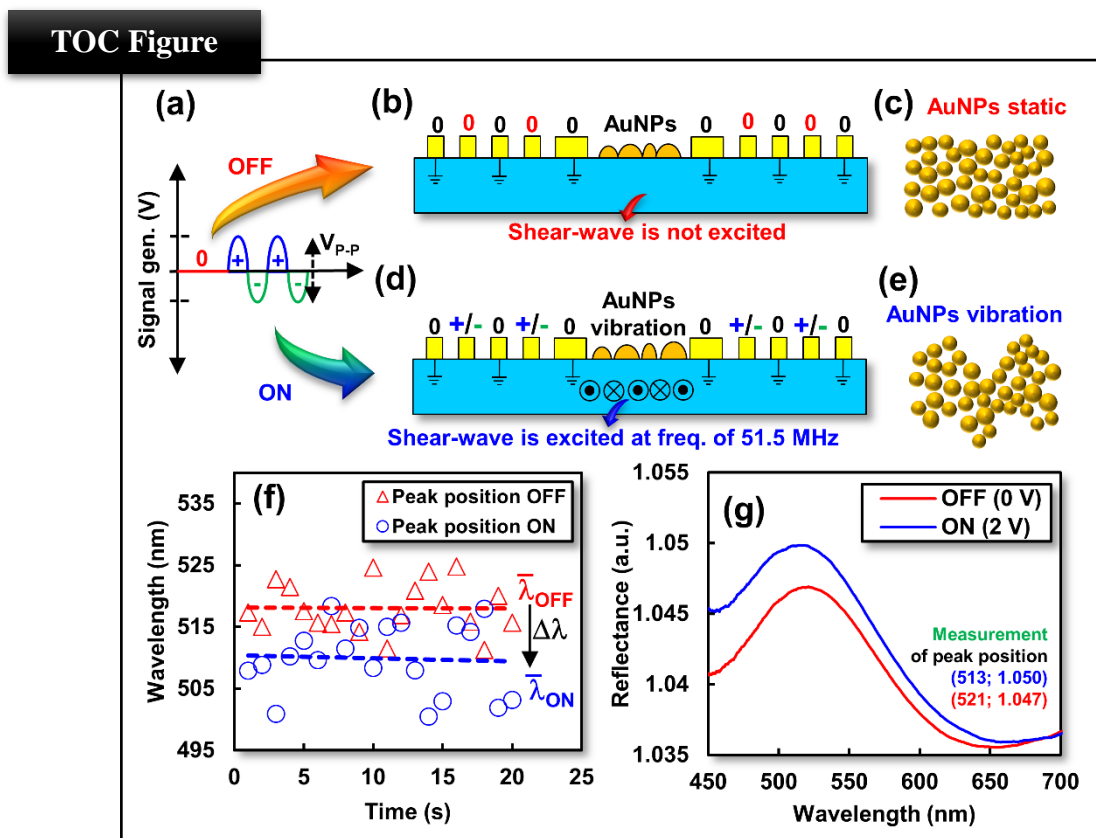 TOC Figure
(a)
Signal gen. (V)
OFF
0
+
-
+
-
VP-P
ON
(b)
0 0 0 0 0 AuNPs 0 0 0 0 0
Shear-wave is not excited
(c)
AuNPs static
(d)
AuNPs
vibration
0 +/- 0 +/- 0 0 +/- 0 +/- 0
Shear-wave is excited at freq. of 51.5 MHz
(e)
AuNPs vibration
(f)
Peak position OFF
Peak position ON
Wavelength (nm)
535
525
515
505
495
0 5 10 15 20 25
Time (s)
λ̅OFF
Δλ
λ̅ON
(g)
OFF (0 V)
ON (2 V)
Reflectance (a.u.)
1.055
1.05
1.045
1.04
1.035
450 500 550 600 650 700
Wavelength (nm)
Measurement
of peak position
(513; 1.050)
(521; 1.047)